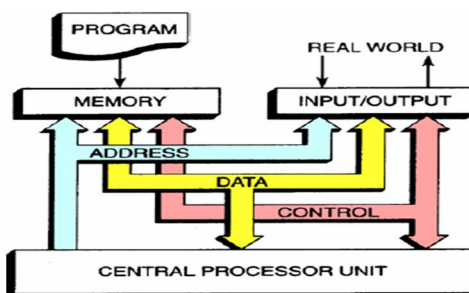 PROGRAM
REAL WORLD
MEMORY
INPUT/OUTPUT
ADDRESS
DATA
CONTROL
CENTRAL PROCESSOR UNIT